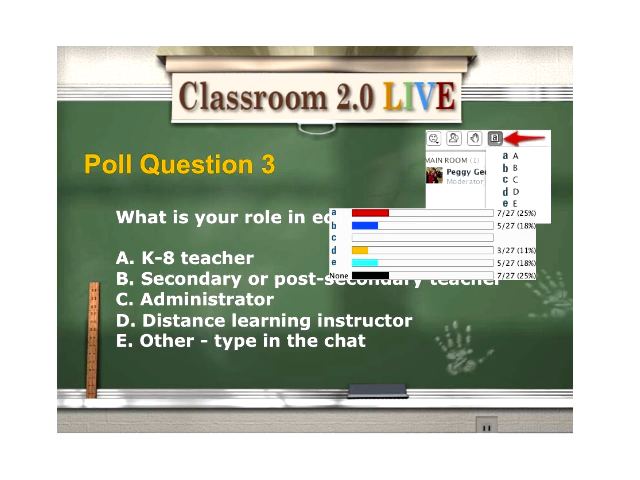 Classroom 2.0 LIVE
Poll Question 3
MAIN ROOM (1)
Peggy Ge
Moderator
a A
b B
c C
d D
e E
What is your role in ed
a 7/27 (25%)
b 5/27 (18%)
c
d 3/27 (11%)
e 5/27 (18%)
None 7/27 (25%)
A. K-8 teacher
B. Secondary or post-secondary teacher
C. Administrator
D. Distance learning instructor
E. Other - type in the chat